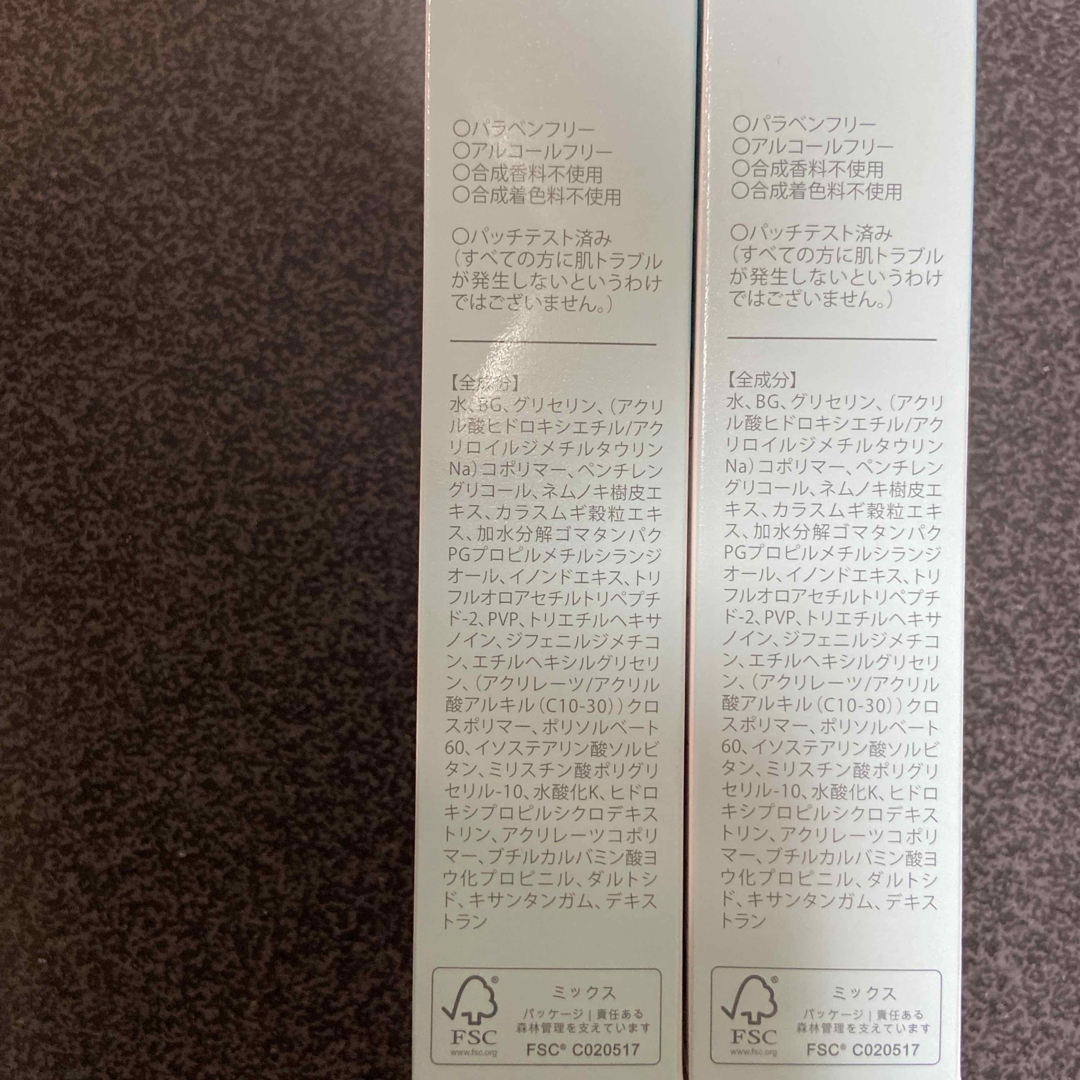 〇パラベンフリー
〇アルコールフリー
〇合成香料不使用
〇合成着色料不使用
〇パッチテスト済み
(すべての方に肌トラブル
が発生しないというわけ
ではございません。)
【全成分】
水、BG、グリセリン、(アクリ
ル酸ヒドロキシエチル/アク
リロイルジメチルタウリン
Na)コポリマー、ペンチレン
グリコール、ネムノキ樹皮エ
キス、カラスムギ穀粒エキ
ス、加水分解ゴマタンパク
PGプロピルメチルシランジ
オール、イノンドエキス、トリ
フルオロアセチルトリペプチ
ド-2、PVP、トリエチルヘキサ
ノイン、ジフェニルジメチコ
ン、エチルヘキシルグリセリ
ン、(アクリレーツ/アクリル
酸アルキル(C10-30))クロ
スポリマー、ポリソルベート
60、イソステアリン酸ソルビ
タン、ミリスチン酸ポリグリ
セリル-10、水酸化K、ヒドロ
キシプロピルシクロデキス
トリン、アクリレーツコポリ
マー、ブチルカルバミン酸ヨ
ウ化プロピニル、ダルトシ
ド、キサンタンガム、デキス
トラン
FSC
www.fsc.org
ミックス
パッケージ|責任ある
森林管理を支えています
FSC® C020517
〇パラベンフリー
〇アルコールフリー
〇合成香料不使用
〇合成着色料不使用
〇パッチテスト済み
(すべての方に肌トラブル
が発生しないというわけ
ではございません。)
【全成分】
水、BG、グリセリン、(アクリ
ル酸ヒドロキシエチル/アク
リロイルジメチルタウリン
Na)コポリマー、ペンチレン
グリコール、ネムノキ樹皮エ
キス、カラスムギ穀粒エキ
ス、加水分解ゴマタンパク
PGプロピルメチルシランジ
オール、イノンドエキス、トリ
フルオロアセチルトリペプチ
ド-2、PVP、トリエチルヘキサ
ノイン、ジフェニルジメチコ
ン、エチルヘキシルグリセリ
ン、(アクリレーツ/アクリル
酸アルキル(C10-30))クロ
スポリマー、ポリソルベート
60、イソステアリン酸ソルビ
タン、ミリスチン酸ポリグリ
セリル-10、水酸化K、ヒドロ
キシプロピルシクロデキス
トリン、アクリレーツコポリ
マー、ブチルカルバミン酸ヨ
ウ化プロピニル、ダルトシ
ド、キサンタンガム、デキス
トラン
FSC
www.fsc.org
ミックス
パッケージ|責任ある
森林管理を支えています
FSC® C020517